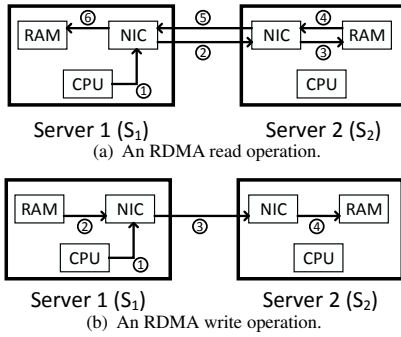 ⑥ ⑤ ④
RAM NIC NIC RAM
② ③
CPU ① CPU
Server 1 (S₁) Server 2 (S₂)
(a) An RDMA read operation.
RAM NIC NIC RAM
② ③ ④
CPU ① CPU
Server 1 (S₁) Server 2 (S₂)
(b) An RDMA write operation.